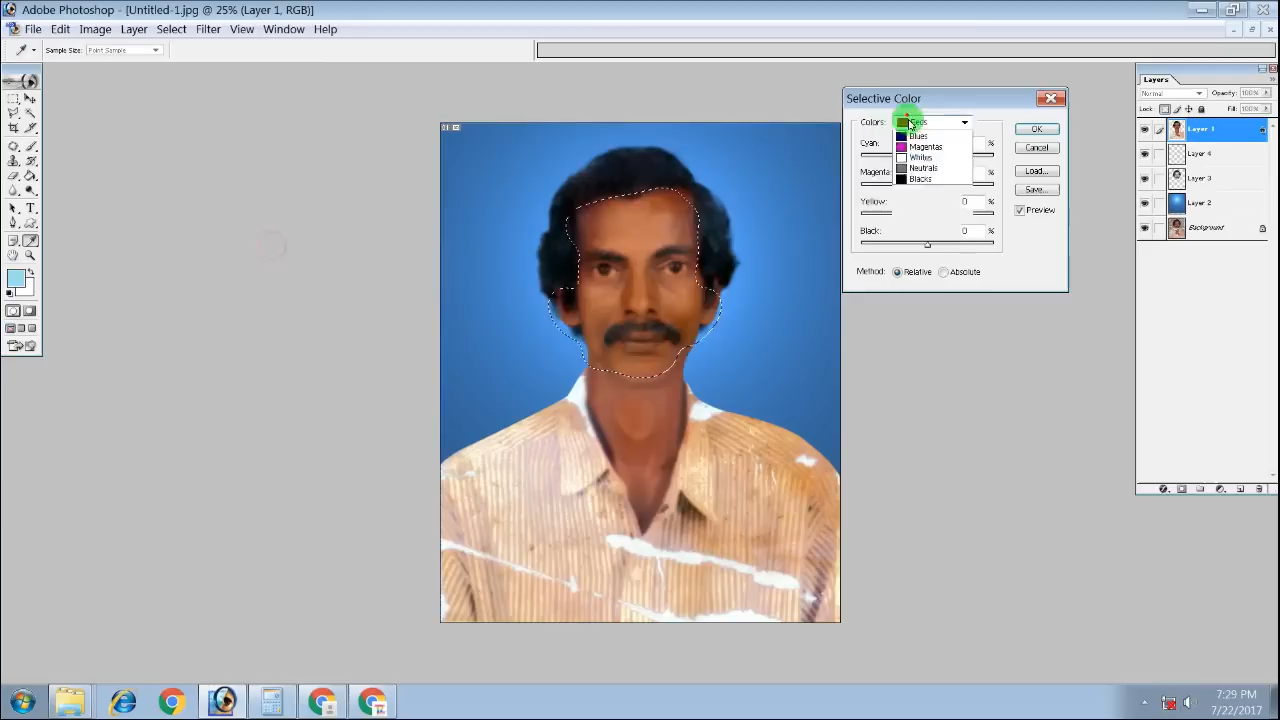 Adobe Photoshop - [Untitled-1.jpg @ 25% (Layer 1, RGB)]
File Edit Image Layer Select Filter View Window Help
Sample Size: Point Sample
Selective Color
Colors:
Blues
Magentas
Whites
Neutrals
Blacks
Cyan: %
Magenta: %
Yellow: 0 %
Black: 0 %
Method: Relative Absolute
OK
Cancel
Load...
Save...
Preview
Layers
Normal Opacity: 100%
Lock: Fill: 100%
Layer 1
Layer 4
Layer 3
Layer 2
Background
7:29 PM
7/22/2017